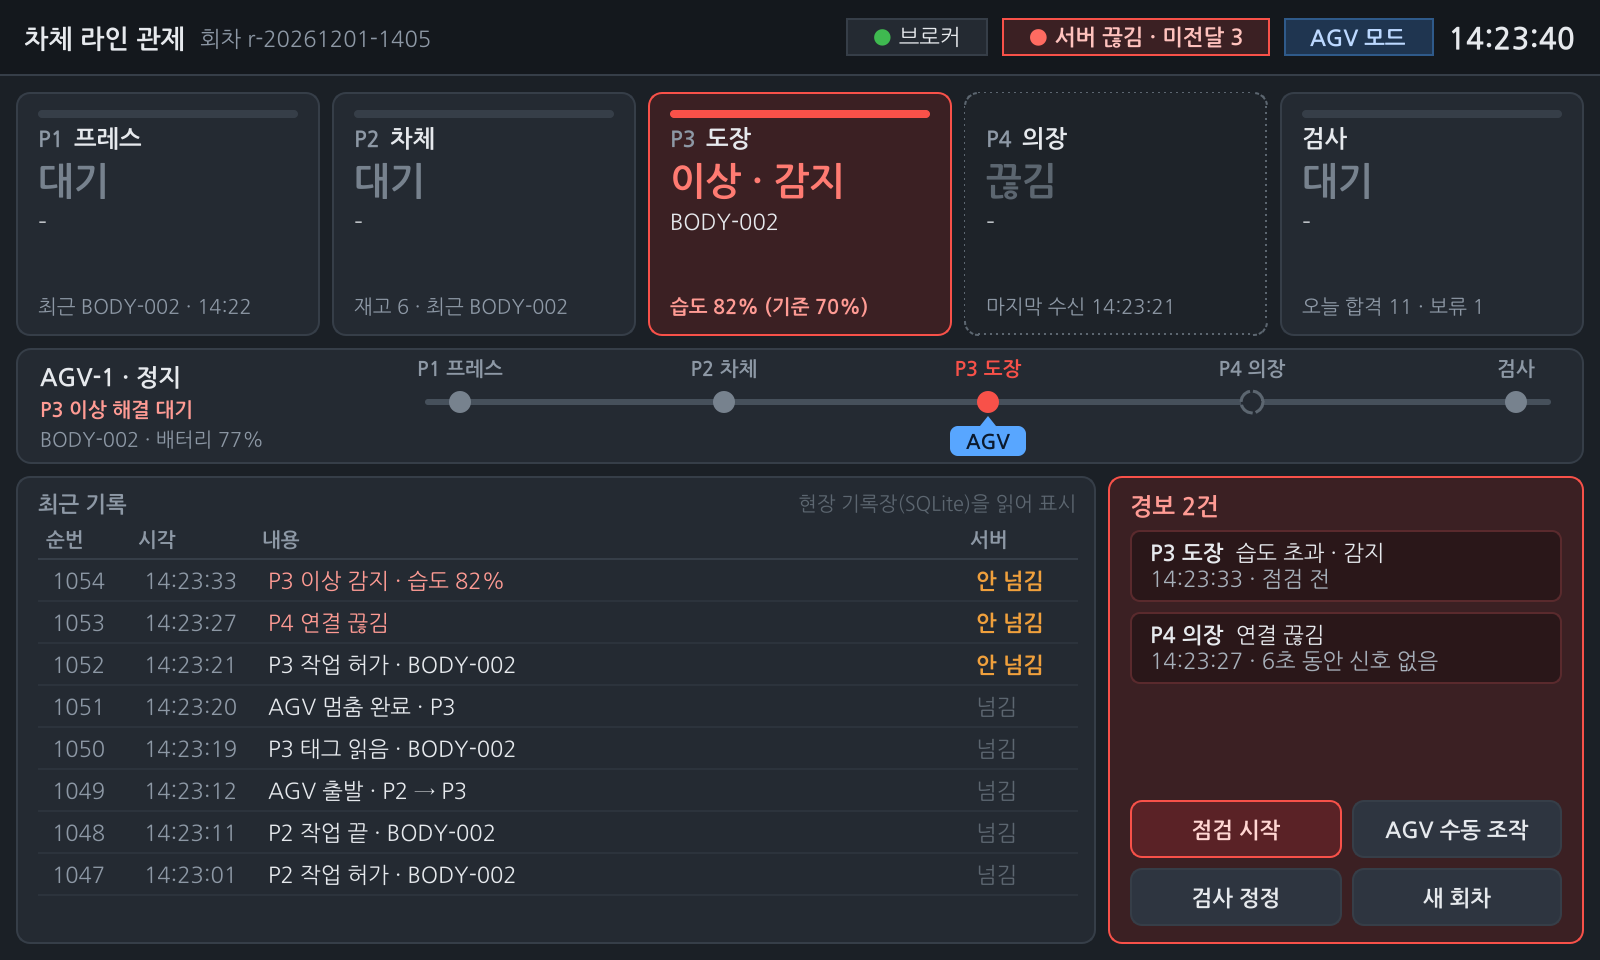 차체 라인 관제 회차 r-20261201-1405
브로커
서버 끊김 · 미전달 3
AGV 모드
14:23:40
P1 프레스
대기
-
최근 BODY-002 · 14:22
P2 차체
대기
-
재고 6 · 최근 BODY-002
P3 도장
이상 · 감지
BODY-002
습도 82% (기준 70%)
P4 의장
끊김
-
마지막 수신 14:23:21
검사
대기
-
오늘 합격 11 · 보류 1
AGV-1 · 정지
P3 이상 해결 대기
BODY-002 · 배터리 77%
P1 프레스
P2 차체
P3 도장
P4 의장
검사
AGV
최근 기록
현장 기록장(SQLite)을 읽어 표시
순번 시각 내용 서버
1054 14:23:33 P3 이상 감지 · 습도 82% 안 넘김
1053 14:23:27 P4 연결 끊김 안 넘김
1052 14:23:21 P3 작업 허가 · BODY-002 안 넘김
1051 14:23:20 AGV 멈춤 완료 · P3 넘김
1050 14:23:19 P3 태그 읽음 · BODY-002 넘김
1049 14:23:12 AGV 출발 · P2 → P3 넘김
1048 14:23:11 P2 작업 끝 · BODY-002 넘김
1047 14:23:01 P2 작업 허가 · BODY-002 넘김
경보 2건
P3 도장 습도 초과 · 감지
14:23:33 · 점검 전
P4 의장 연결 끊김
14:23:27 · 6초 동안 신호 없음
점검 시작
AGV 수동 조작
검사 정정
새 회차